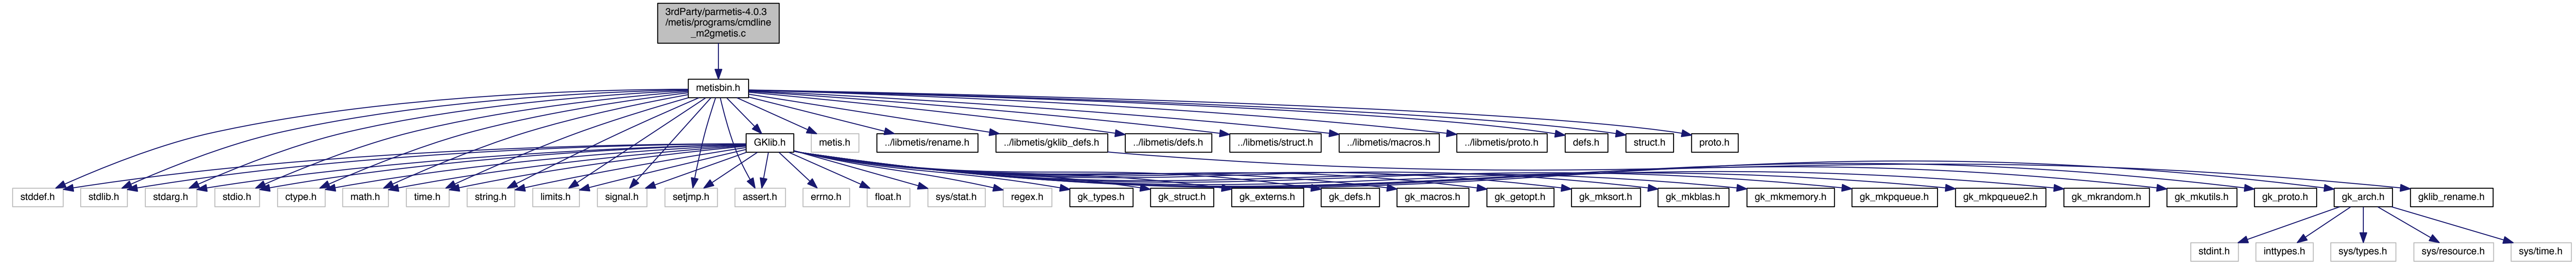 3rdParty/parmetis-4.0.3
/metis/programs/cmdline
_m2gmetis.c
metisbin.h
GKlib.h
metis.h
../libmetis/rename.h
../libmetis/gklib_defs.h
../libmetis/defs.h
../libmetis/struct.h
../libmetis/macros.h
../libmetis/proto.h
defs.h
struct.h
proto.h
stddef.h
stdlib.h
stdarg.h
stdio.h
ctype.h
math.h
time.h
string.h
limits.h
signal.h
setjmp.h
assert.h
errno.h
float.h
sys/stat.h
regex.h
gk_types.h
gk_struct.h
gk_externs.h
gk_defs.h
gk_macros.h
gk_getopt.h
gk_mksort.h
gk_mkblas.h
gk_mkmemory.h
gk_mkpqueue.h
gk_mkpqueue2.h
gk_mkrandom.h
gk_mkutils.h
gk_proto.h
gk_arch.h
gklib_rename.h
stdint.h
inttypes.h
sys/types.h
sys/resource.h
sys/time.h